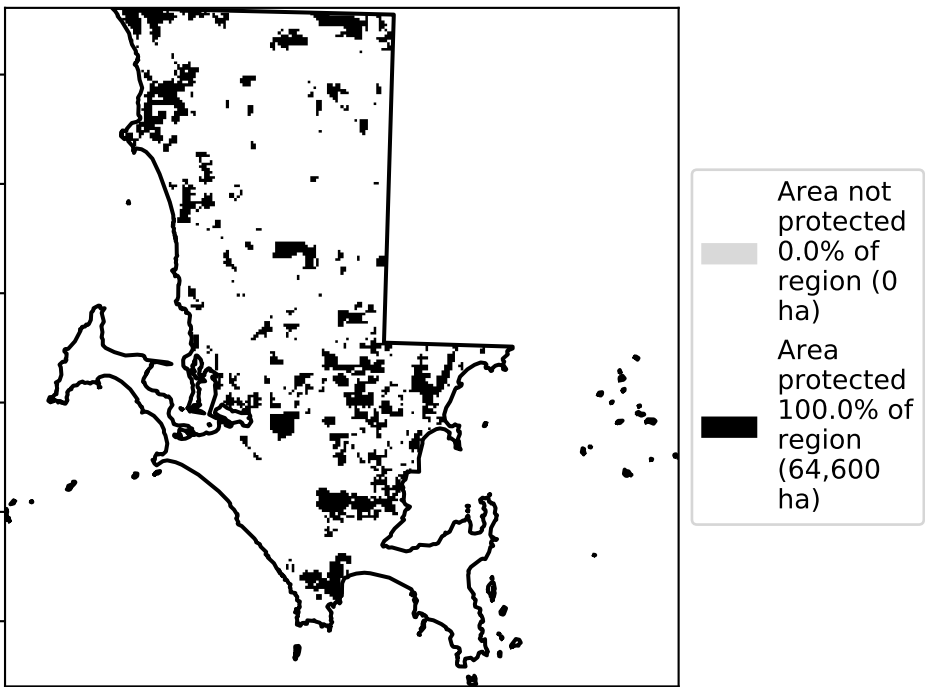 Area not
protected
0.0% of
region (0
ha)
Area
protected
100.0% of
region
(64,600
ha)